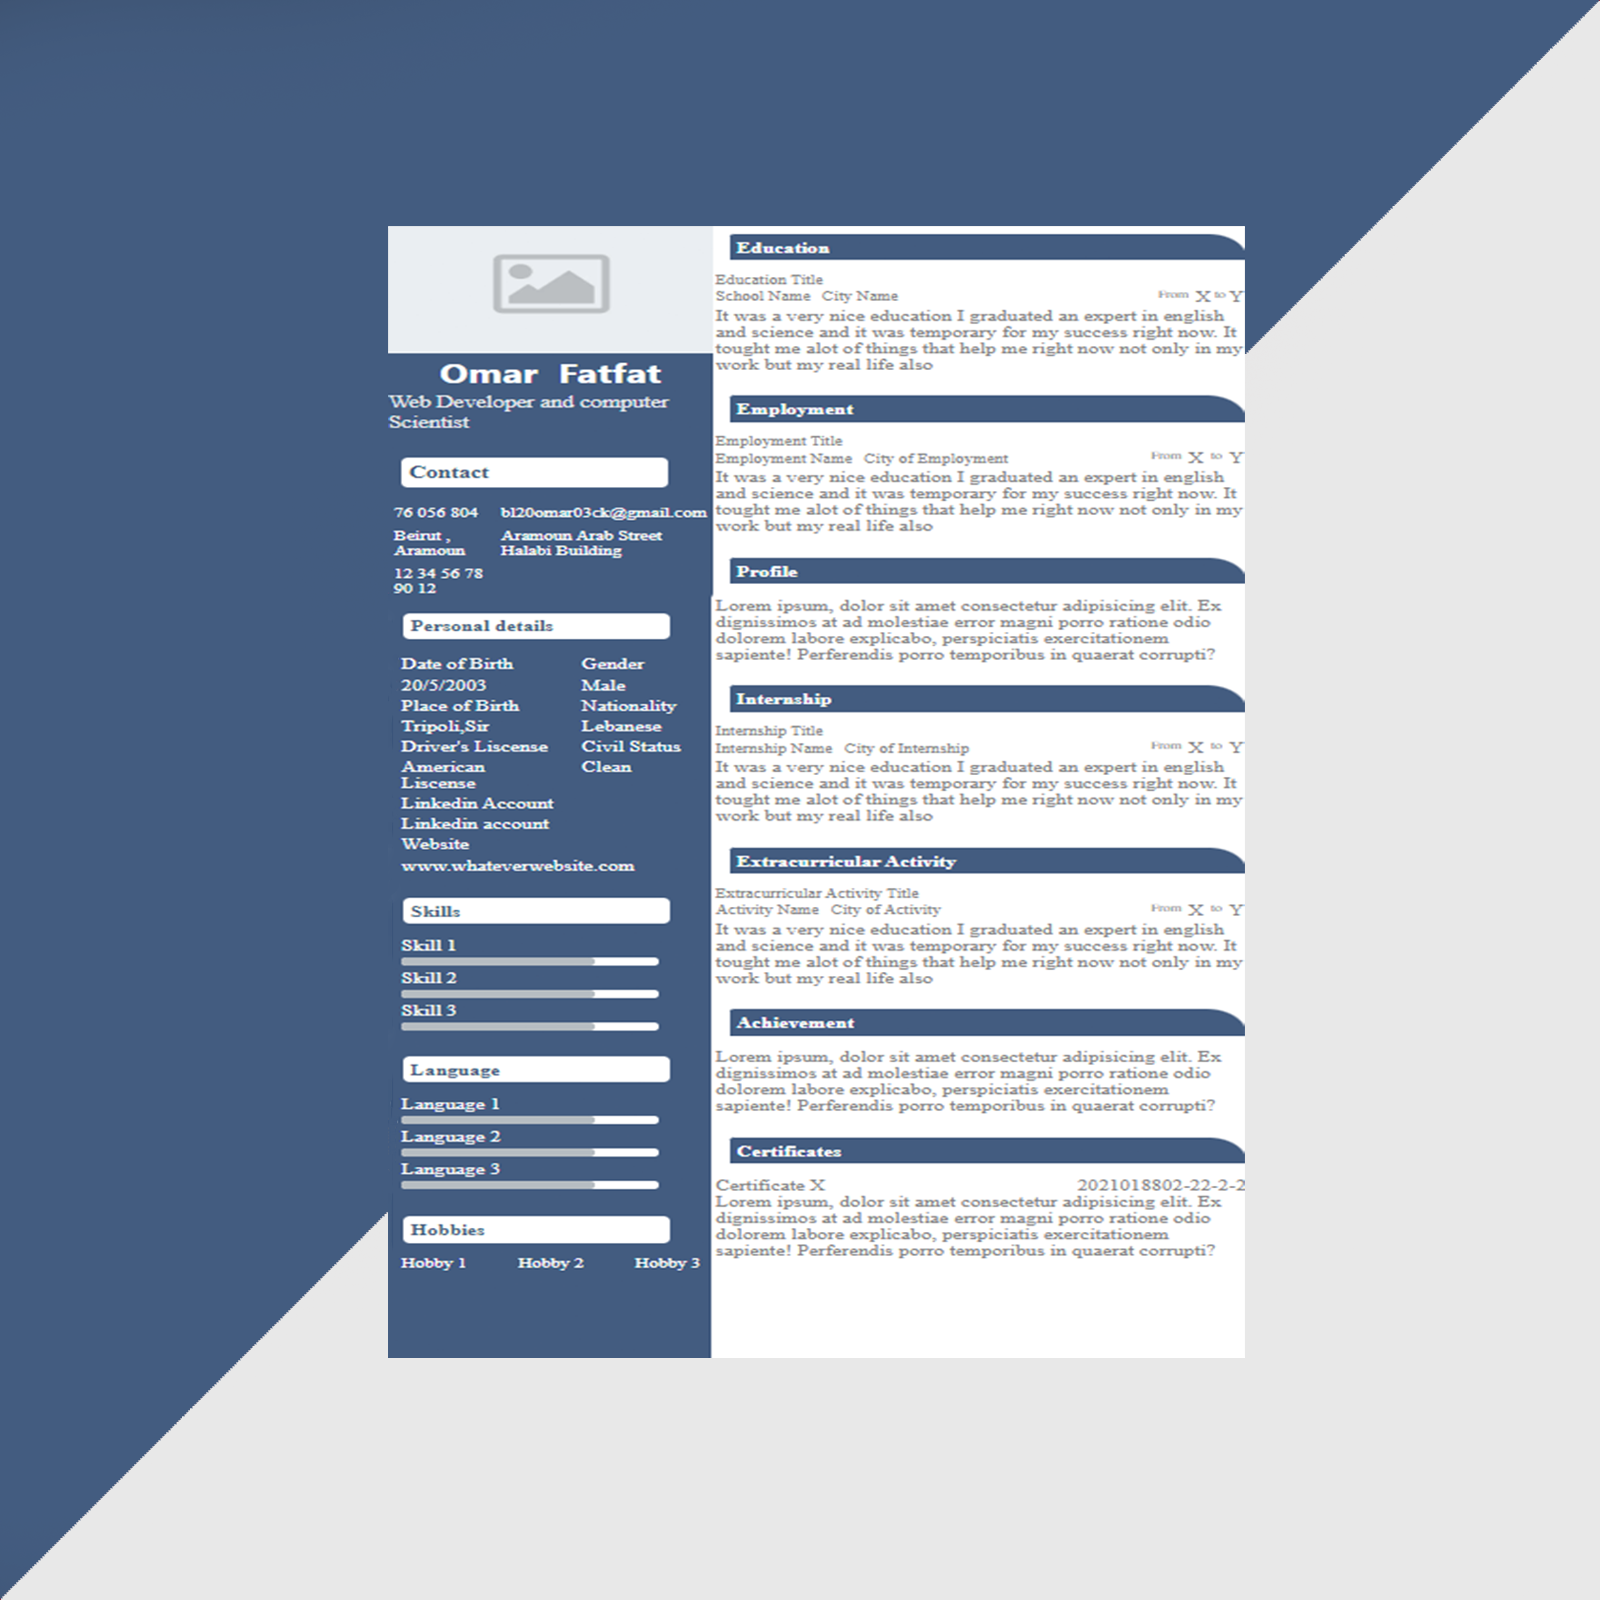 Omar Fatfat
Web Developer and computer
Scientist
Contact
76 056 804 bl20omar03ck@gmail.com
Beirut , Aramoun Arab Street
Aramoun Halabi Building
12 34 56 78
90 12
Personal details
Date of Birth Gender
20/5/2003 Male
Place of Birth Nationality
Tripoli,Sir Lebanese
Driver's Liscense Civil Status
American Clean
Liscense
Linkedin Account
Linkedin account
Website
www.whateverwebsite.com
Skills
Skill 1
Skill 2
Skill 3
Language
Language 1
Language 2
Language 3
Hobbies
Hobby 1 Hobby 2 Hobby 3
Education
Education Title
School Name City Name From X to Y
It was a very nice education I graduated an expert in english
and science and it was temporary for my success right now. It
tought me alot of things that help me right now not only in my
work but my real life also
Employment
Employment Title
Employment Name City of Employment From X to Y
It was a very nice education I graduated an expert in english
and science and it was temporary for my success right now. It
tought me alot of things that help me right now not only in my
work but my real life also
Profile
Lorem ipsum, dolor sit amet consectetur adipisicing elit. Ex
dignissimos at ad molestiae error magni porro ratione odio
dolorem labore explicabo, perspiciatis exercitationem
sapiente! Perferendis porro temporibus in quaerat corrupti?
Internship
Internship Title
Internship Name City of Internship From X to Y
It was a very nice education I graduated an expert in english
and science and it was temporary for my success right now. It
tought me alot of things that help me right now not only in my
work but my real life also
Extracurricular Activity
Extracurricular Activity Title
Activity Name City of Activity From X to Y
It was a very nice education I graduated an expert in english
and science and it was temporary for my success right now. It
tought me alot of things that help me right now not only in my
work but my real life also
Achievement
Lorem ipsum, dolor sit amet consectetur adipisicing elit. Ex
dignissimos at ad molestiae error magni porro ratione odio
dolorem labore explicabo, perspiciatis exercitationem
sapiente! Perferendis porro temporibus in quaerat corrupti?
Certificates
Certificate X 2021018802-22-2-2
Lorem ipsum, dolor sit amet consectetur adipisicing elit. Ex
dignissimos at ad molestiae error magni porro ratione odio
dolorem labore explicabo, perspiciatis exercitationem
sapiente! Perferendis porro temporibus in quaerat corrupti?